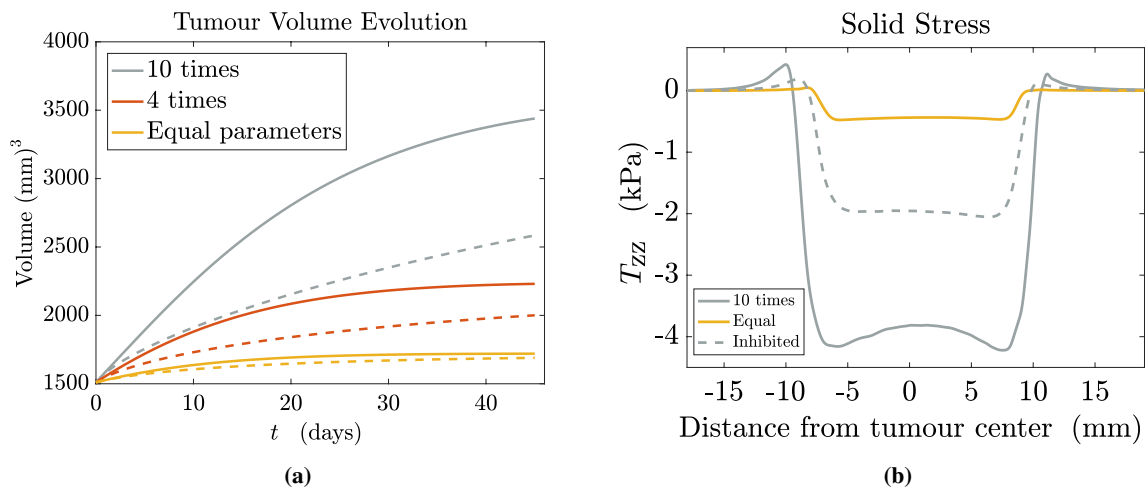 Tumour Volume Evolution
4000
3500
3000
2500
2000
1500
Volume (mm)³
10 times
4 times
Equal parameters
0
10
20
30
40
t (days)
(a)
Solid Stress
0
-1
-2
-3
-4
T_ZZ (kPa)
10 times
Equal
Inhibited
-15
-10
-5
0
5
10
15
Distance from tumour center (mm)
(b)